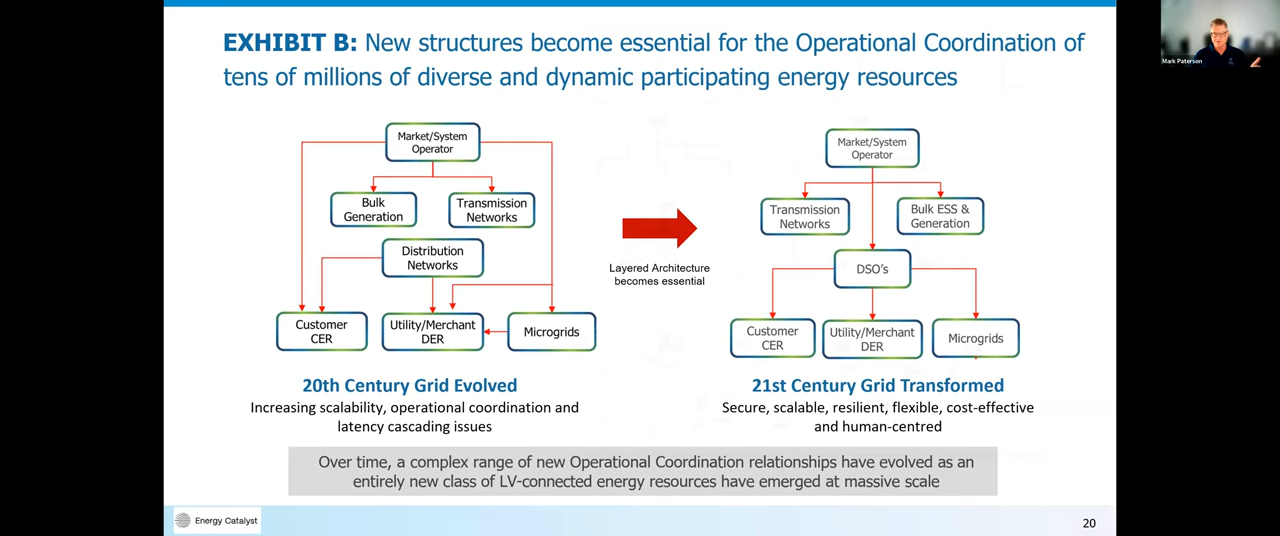 EXHIBIT B: New structures become essential for the Operational Coordination of
tens of millions of diverse and dynamic participating energy resources
Mark Paterson
Market/System
Operator
Bulk
Generation
Transmission
Networks
Distribution
Networks
Customer
CER
Utility/Merchant
DER
Microgrids
20th Century Grid Evolved
Increasing scalability, operational coordination and
latency cascading issues
Layered Architecture
becomes essential
Market/System
Operator
Transmission
Networks
Bulk ESS &
Generation
DSO's
Customer
CER
Utility/Merchant
DER
Microgrids
21st Century Grid Transformed
Secure, scalable, resilient, flexible, cost-effective
and human-centred
Over time, a complex range of new Operational Coordination relationships have evolved as an
entirely new class of LV-connected energy resources have emerged at massive scale
Energy Catalyst
20